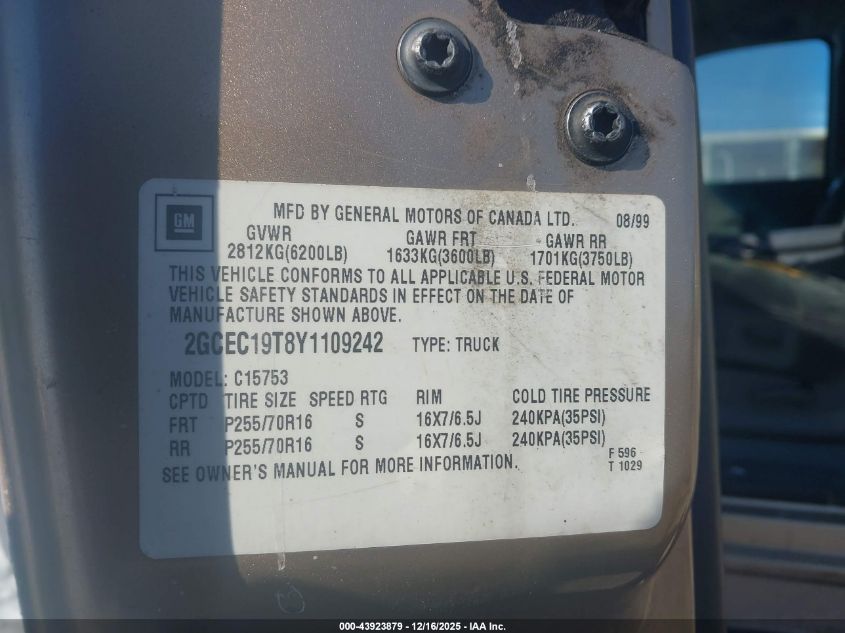 GM
MFD BY GENERAL MOTORS OF CANADA LTD. 08/99
GVWR GAWR FRT GAWR RR
2812KG(6200LB) 1633KG(3600LB) 1701KG(3750LB)
THIS VEHICLE CONFORMS TO ALL APPLICABLE U.S. FEDERAL MOTOR
VEHICLE SAFETY STANDARDS IN EFFECT ON THE DATE OF
MANUFACTURE SHOWN ABOVE.
2GCEC19T8Y1109242 TYPE: TRUCK
MODEL: C15753
CPTD TIRE SIZE SPEED RTG RIM COLD TIRE PRESSURE
FRT P255/70R16 S 16X7/6.5J 240KPA(35PSI)
RR P255/70R16 S 16X7/6.5J 240KPA(35PSI)
SEE OWNER'S MANUAL FOR MORE INFORMATION.
F 596
T 1029
000-43923879 - 12/16/2025 - IAA Inc.